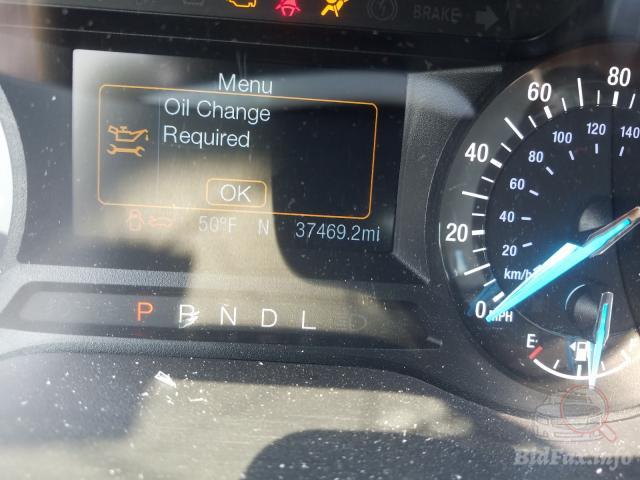 BRAKE
Menu
Oil Change
Required
OK
50°F N 37469.2mi
P R N D L S
0 20 40 60 80
20 40 60 80 100 120 140
km/h
MPH
E
BidFax.info